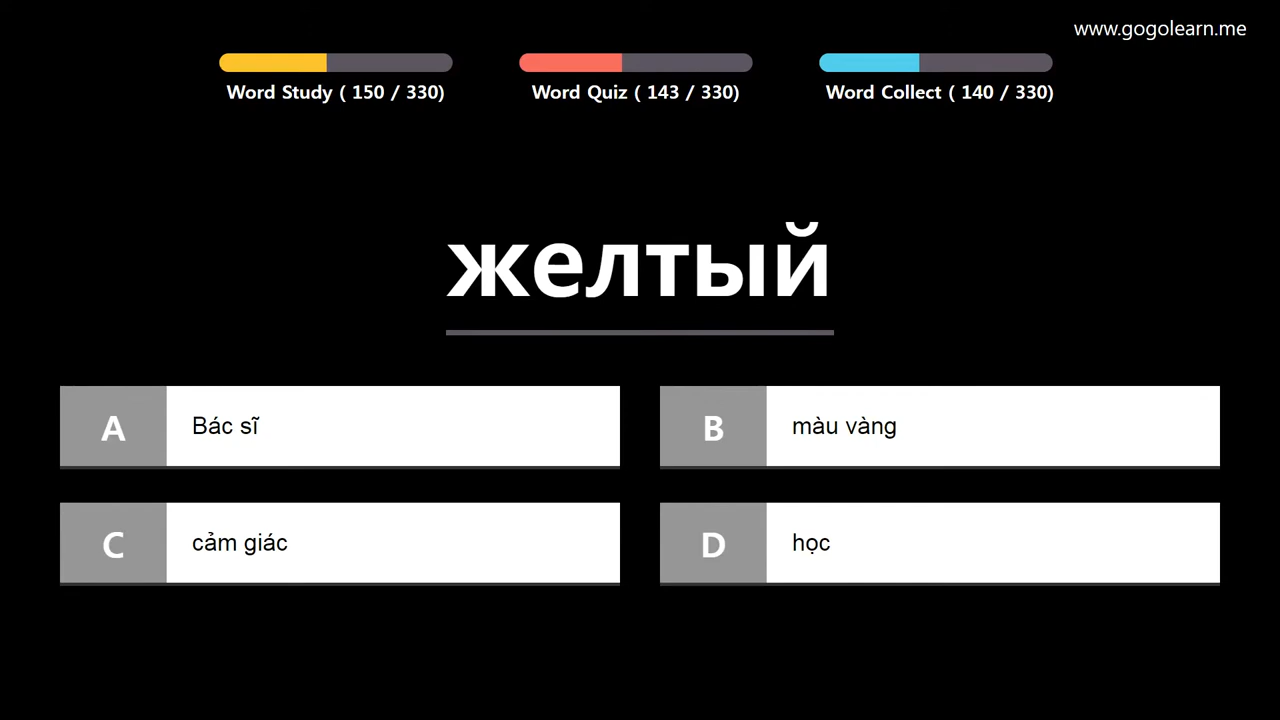 www.gogolearn.me
Word Study ( 150 / 330)
Word Quiz ( 143 / 330)
Word Collect ( 140 / 330)
желтый
A
Bác sĩ
B
màu vàng
C
cảm giác
D
học